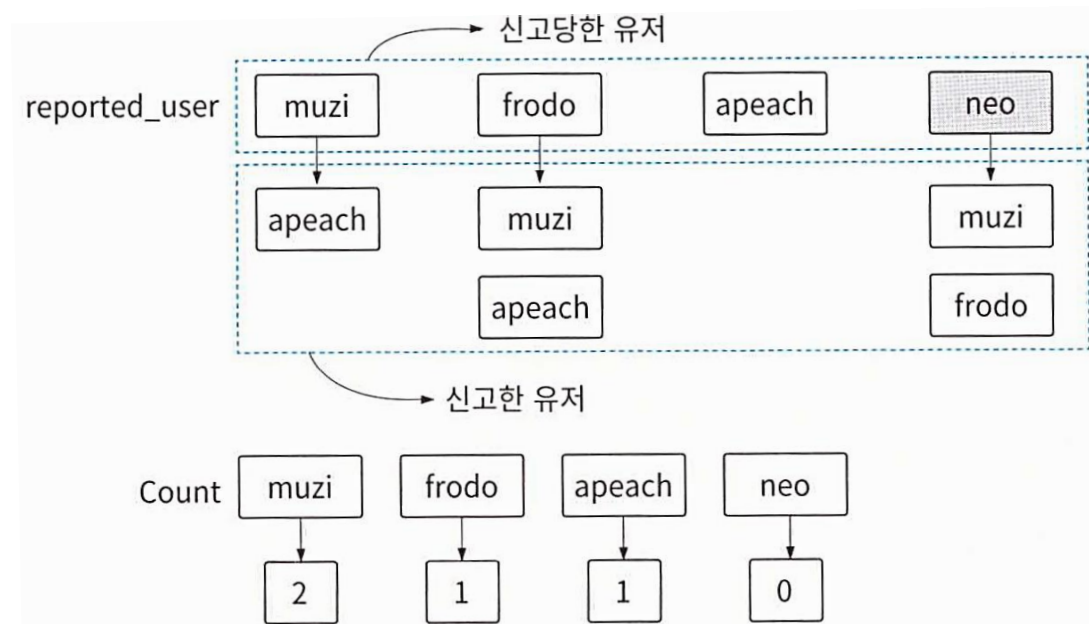 신고당한 유저
reported_user muzi frodo apeach neo
apeach muzi muzi
apeach frodo
신고한 유저
Count muzi frodo apeach neo
2 1 1 0